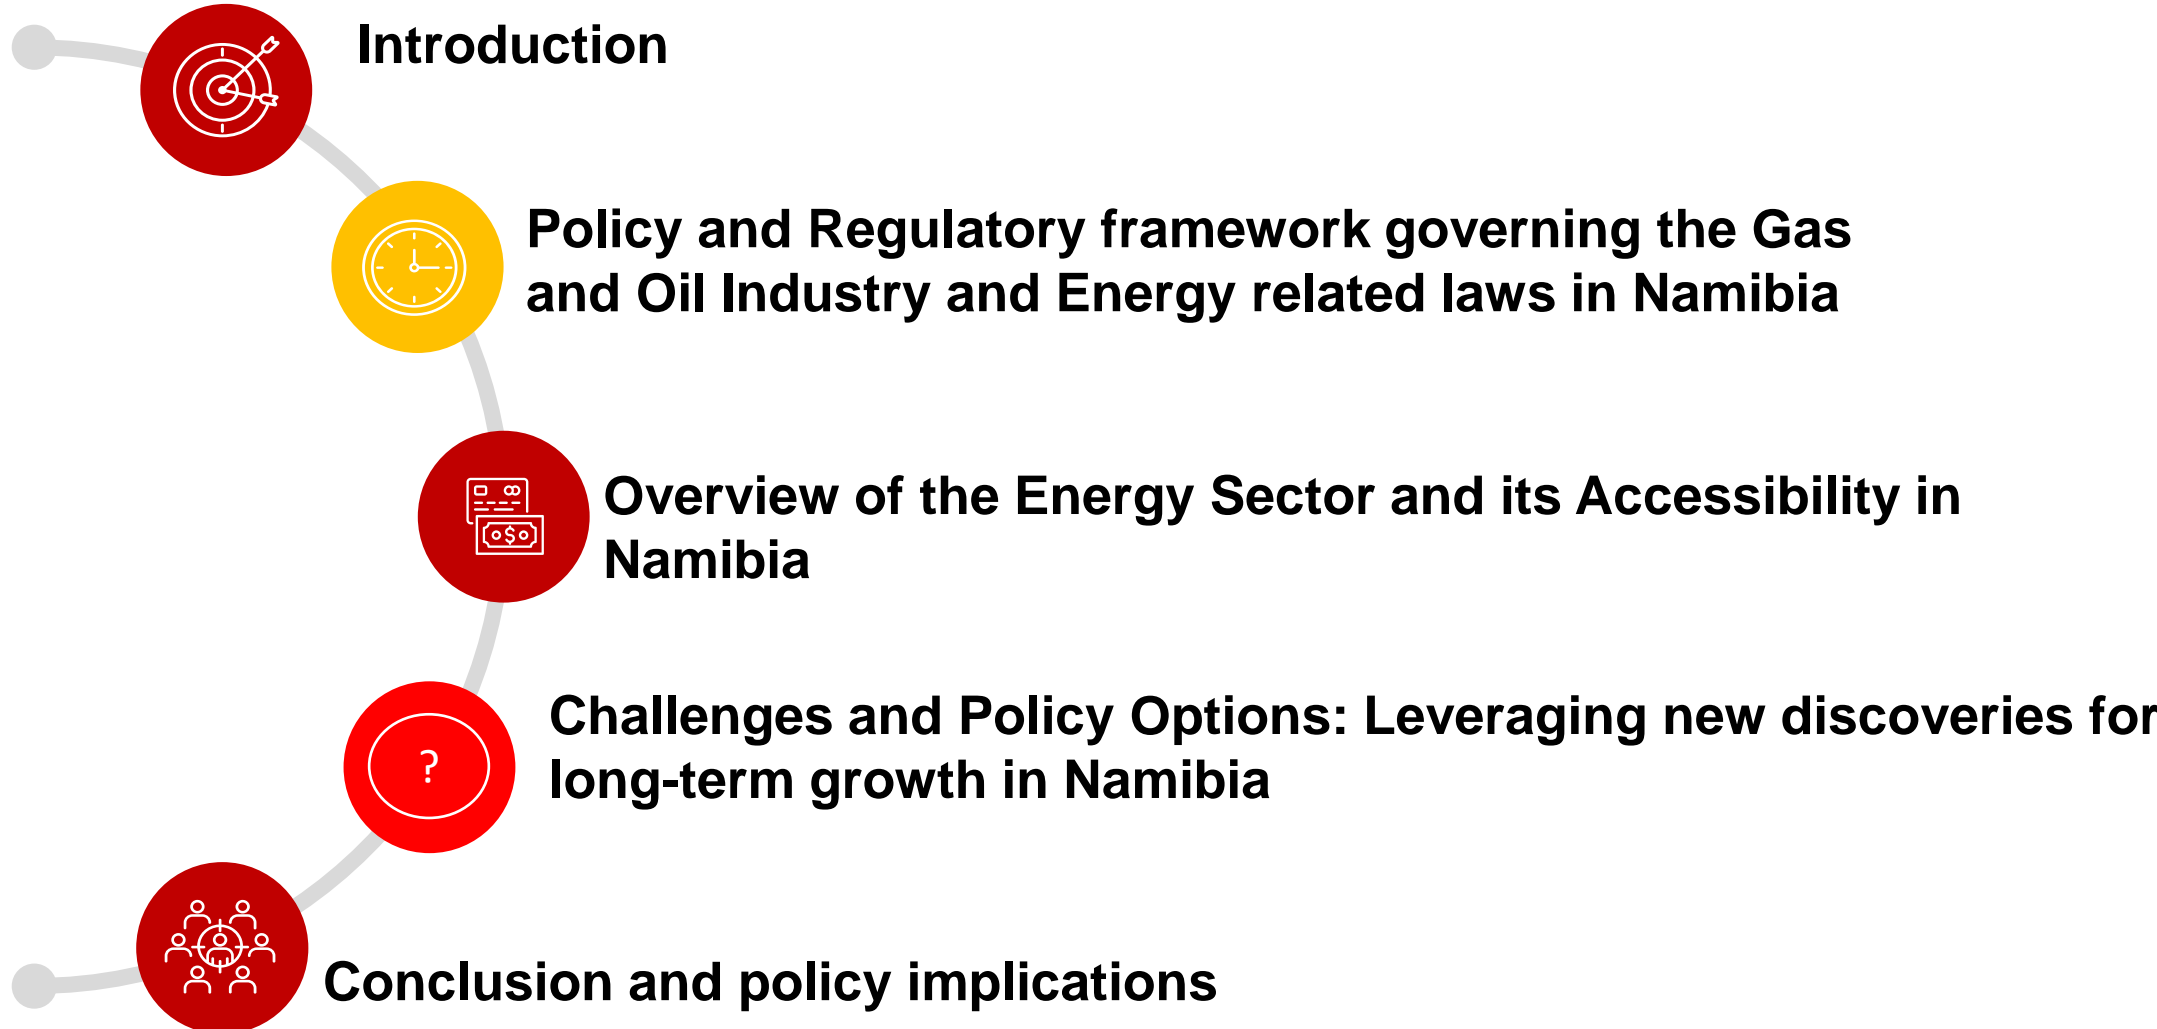 Introduction
Policy and Regulatory framework governing the Gas
and Oil Industry and Energy related laws in Namibia
Overview of the Energy Sector and its Accessibility in
Namibia
$
Challenges and Policy Options: Leveraging new discoveries for
long-term growth in Namibia
?
Conclusion and policy implications